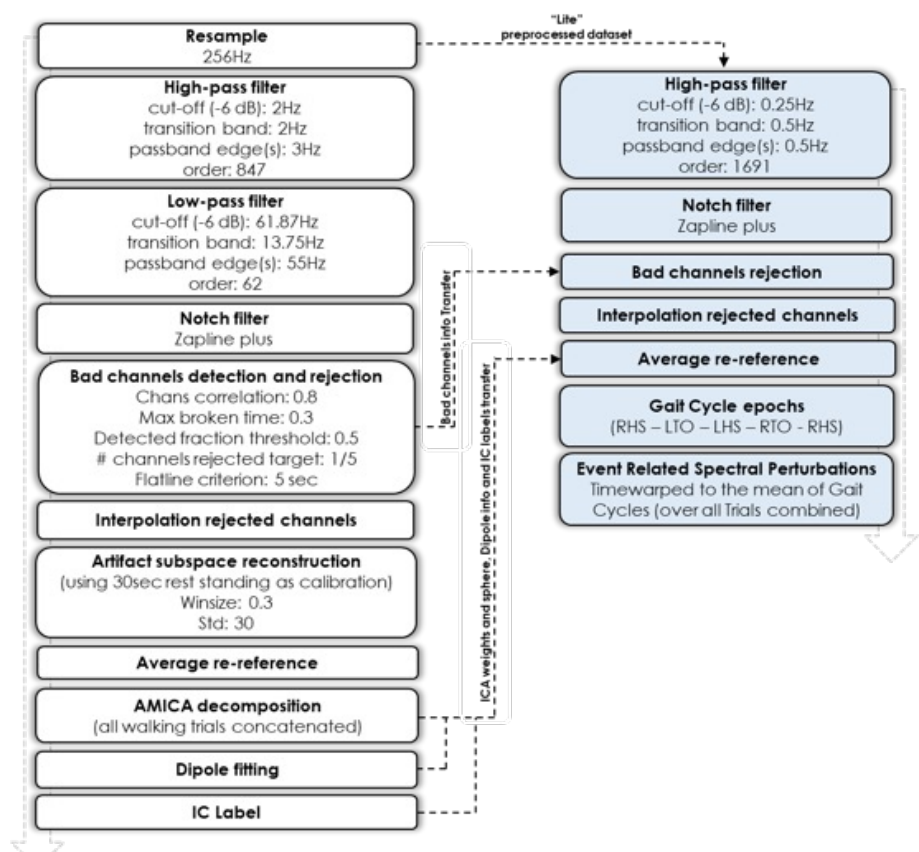 Resample
256Hz
High-pass filter
cut-off (-6 dB): 2Hz
transition band: 2Hz
passband edge(s): 3Hz
order: 847
Low-pass filter
cut-off (-6 dB): 61.87Hz
transition band: 13.75Hz
passband edge(s): 55Hz
order: 62
Notch filter
Zapline plus
Bad channels detection and rejection
Chans correlation: 0.8
Max broken time: 0.3
Detected fraction threshold: 0.5
# channels rejected target: 1/5
Flatline criterion: 5 sec
Interpolation rejected channels
Artifact subspace reconstruction
(using 30sec rest standing as calibration)
Winsize: 0.3
Std: 30
Average re-reference
AMICA decomposition
(all walking trials concatenated)
Dipole fitting
IC Label
Bad channels into Transfer
ICA weights and sphere, Dipole info and IC labels transfer
"Lite"
preprocessed dataset
High-pass filter
cut-off (-6 dB): 0.25Hz
transition band: 0.5Hz
passband edge(s): 0.5Hz
order: 1691
Notch filter
Zapline plus
Bad channels rejection
Interpolation rejected channels
Average re-reference
Gait Cycle epochs
(RHS – LTO – LHS – RTO - RHS)
Event Related Spectral Perturbations
Timewarped to the mean of Gait
Cycles (over all Trials combined)